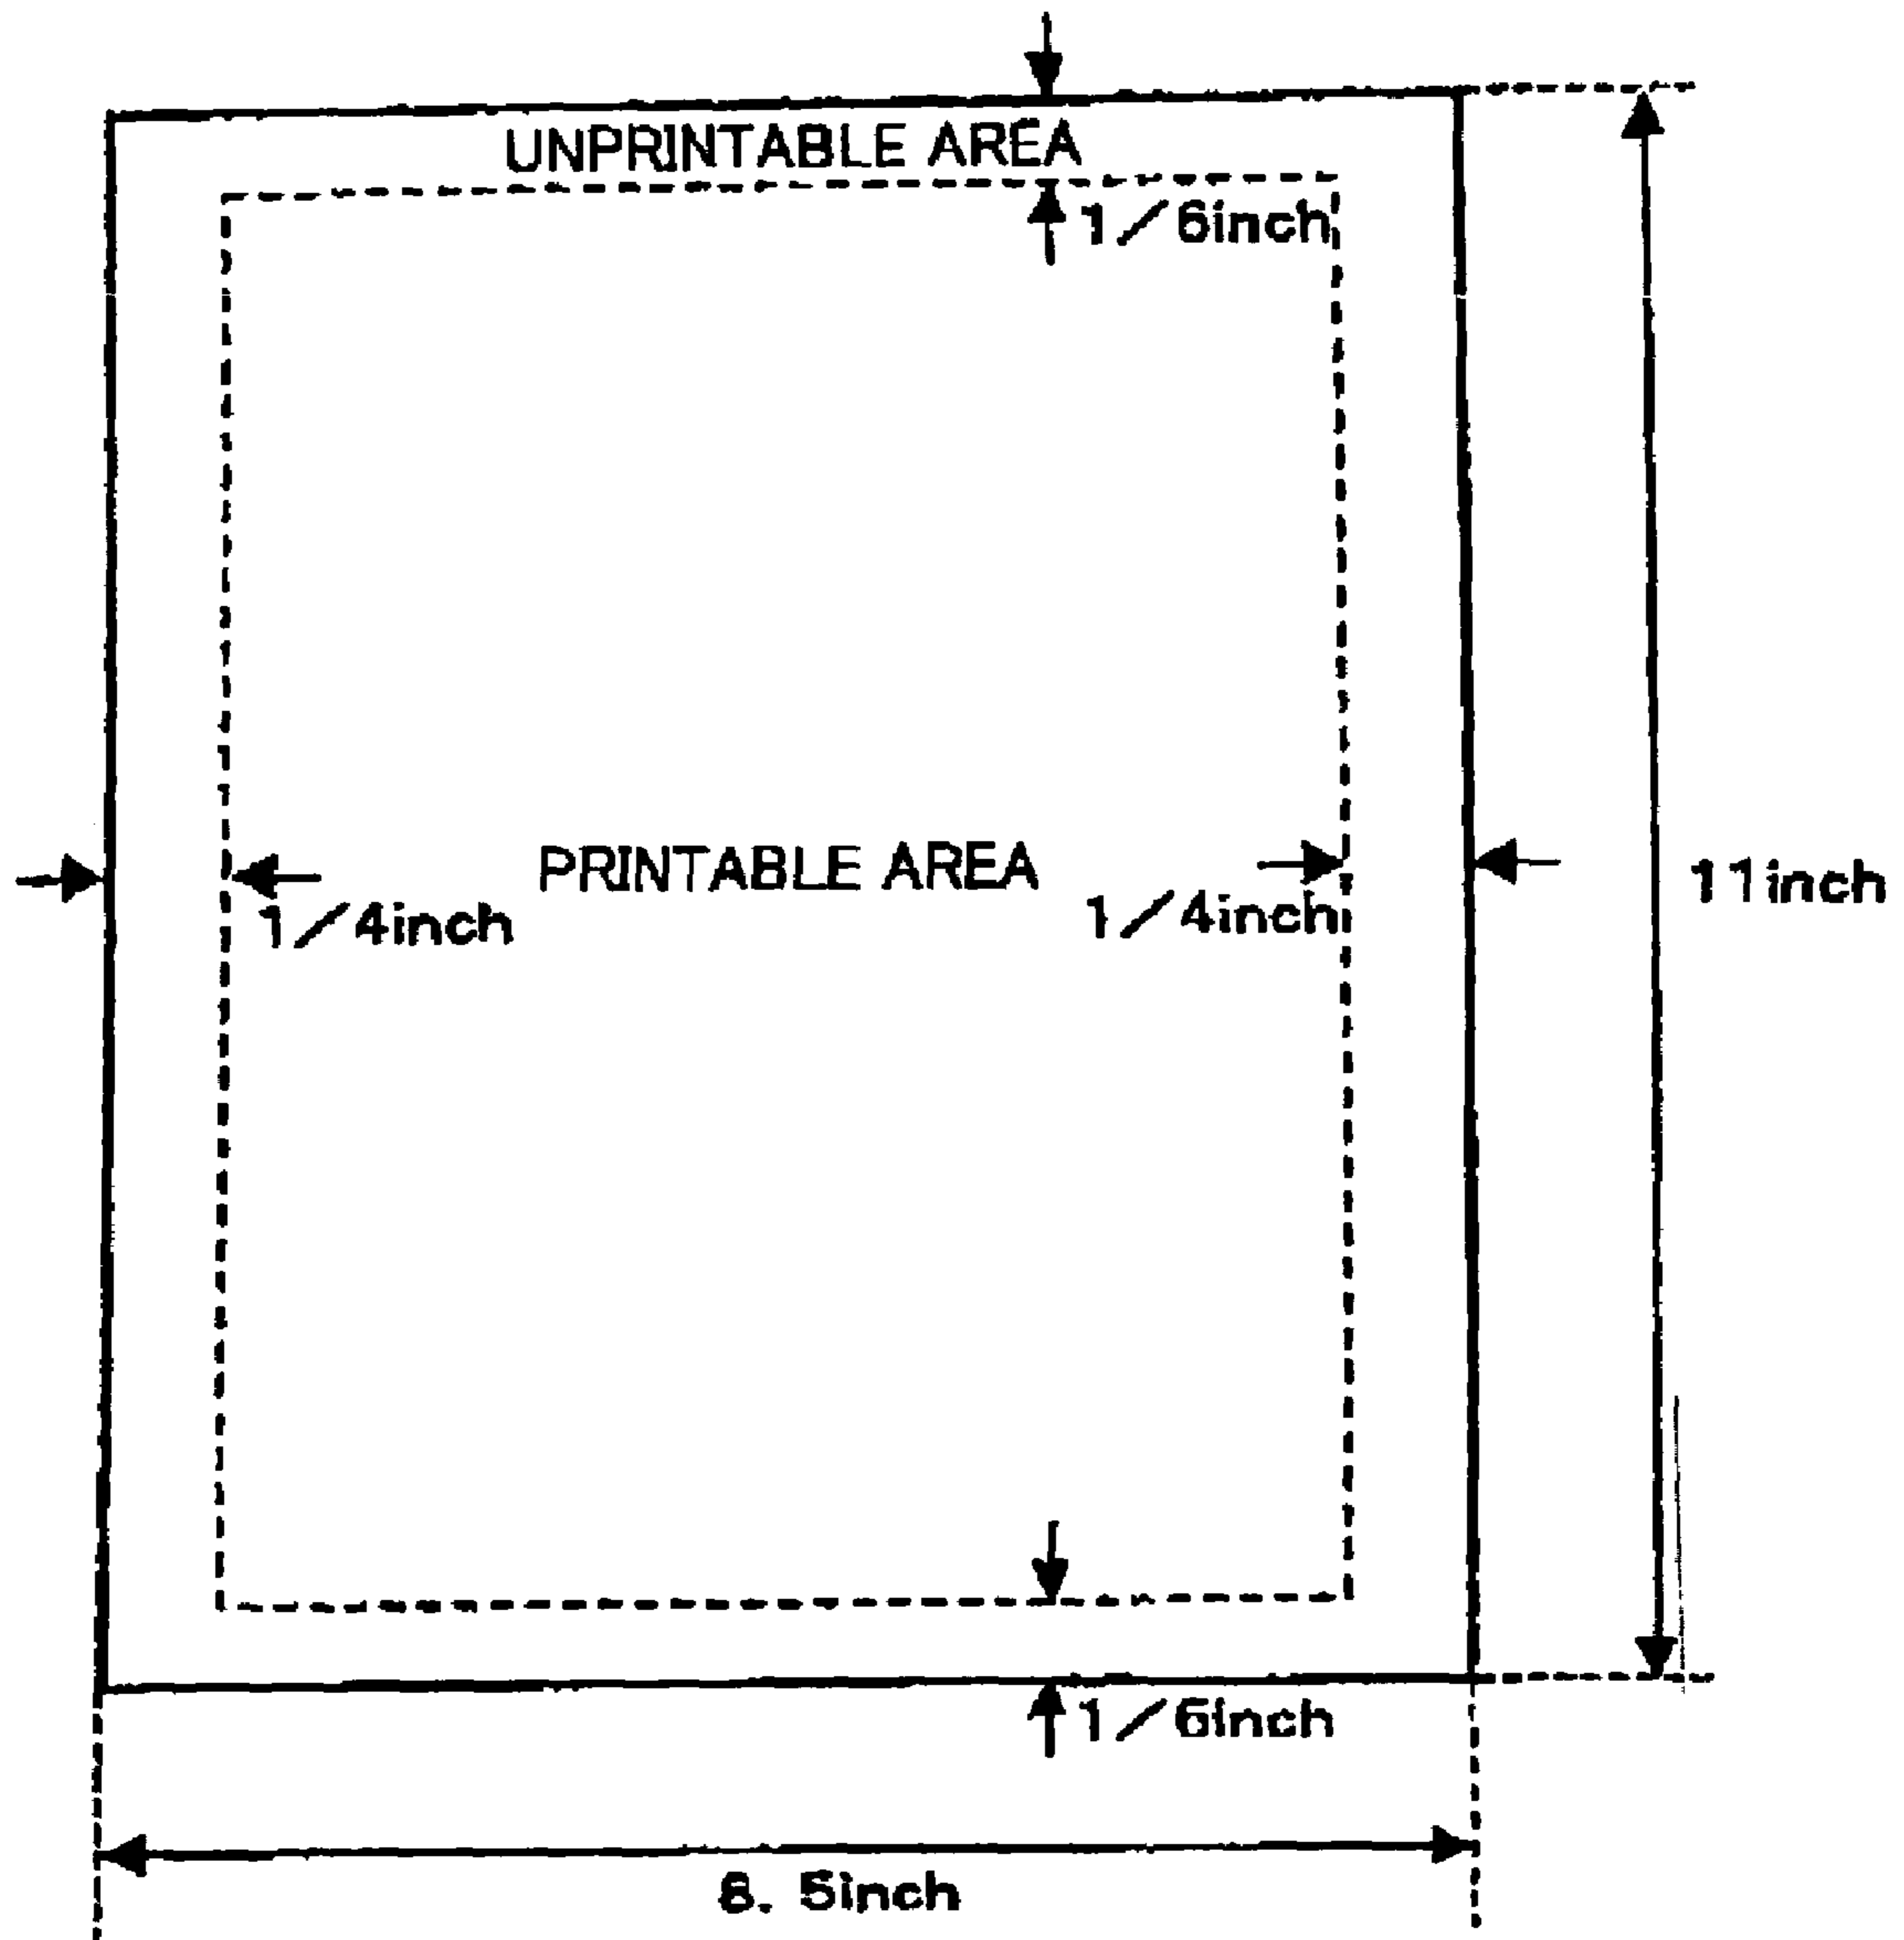 UNPRINTABLE AREA
1/6inch
PRINTABLE AREA
1/4inch
1/4inch
11inch
1/6inch
8. 5inch